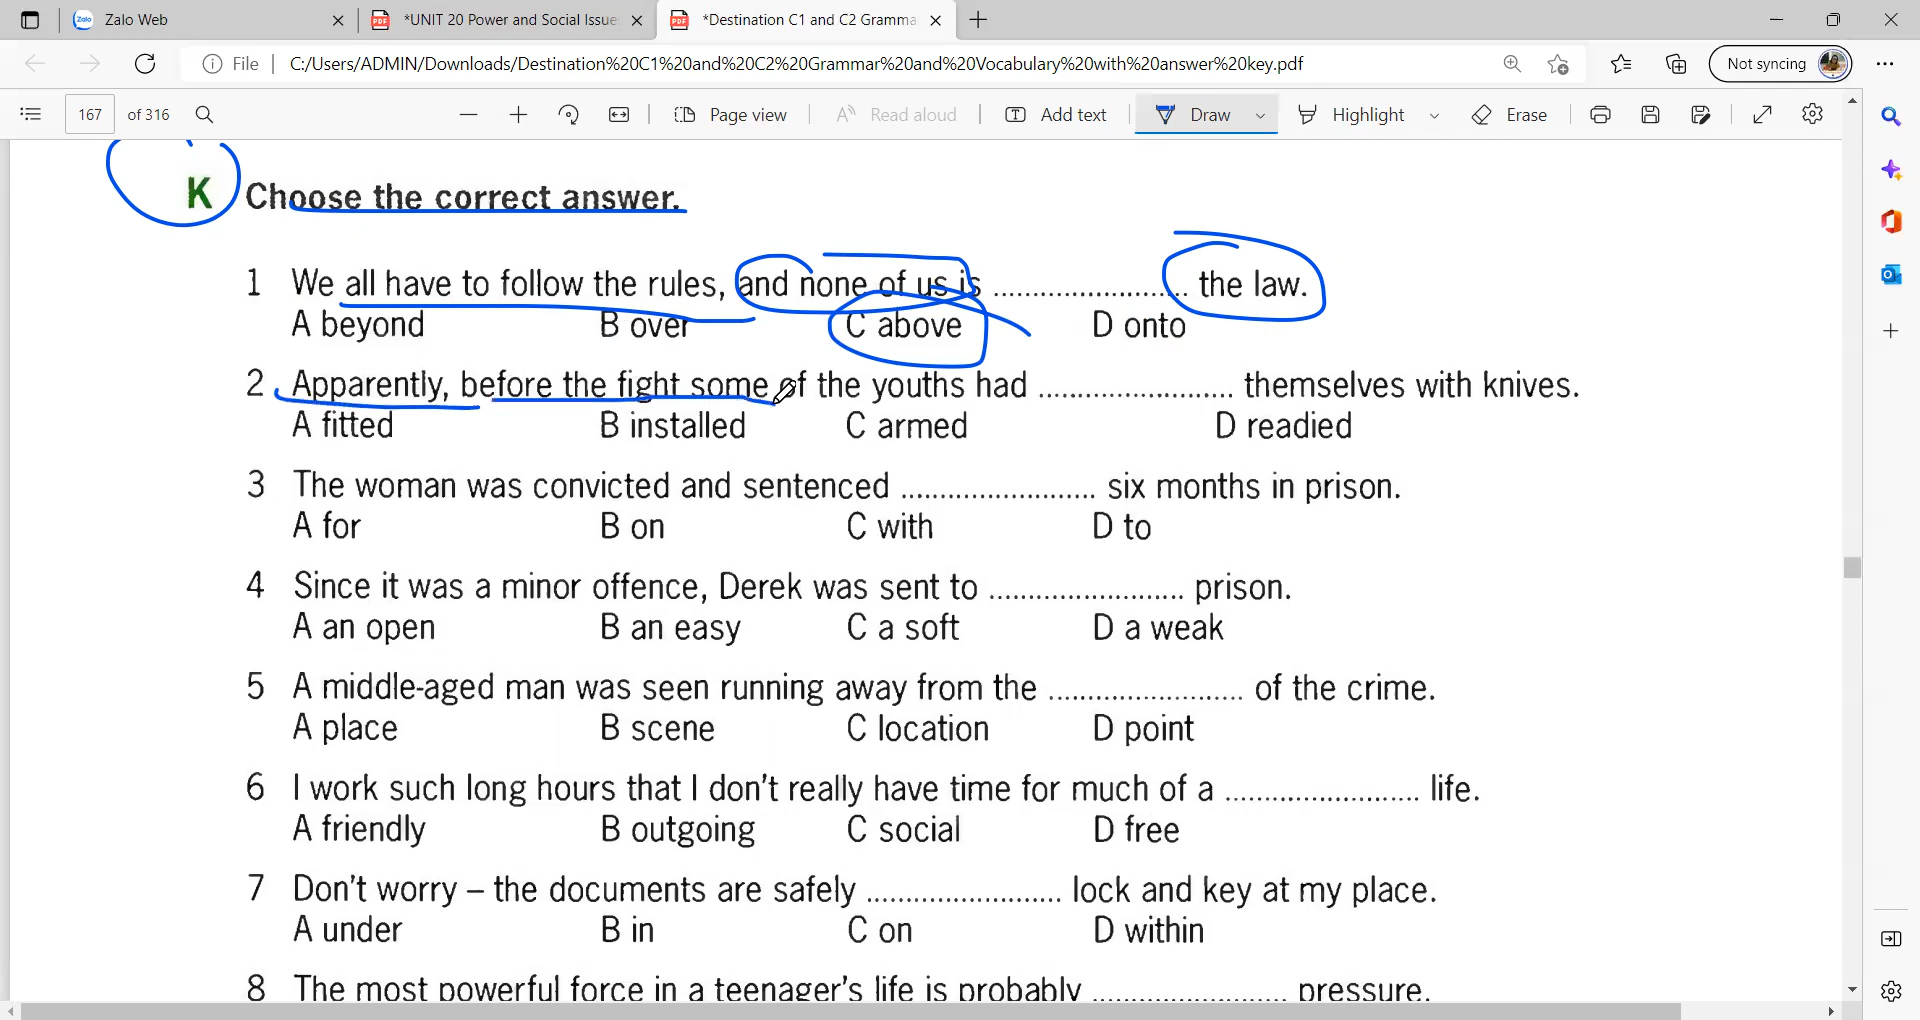 Zalo Web
*UNIT 20 Power and Social Issue
*Destination C1 and C2 Gramma
File
C:/Users/ADMIN/Downloads/Destination%20C1%20and%20C2%20Grammar%20and%20Vocabulary%20with%20answer%20key.pdf
Not syncing
167 of 316
Page view
Read aloud
Add text
Draw
Highlight
Erase
K Choose the correct answer.
1 We all have to follow the rules, and none of us is ........................ the law.
A beyond B over C above D onto
2 Apparently, before the fight some of the youths had ........................ themselves with knives.
A fitted B installed C armed D readied
3 The woman was convicted and sentenced ........................ six months in prison.
A for B on C with D to
4 Since it was a minor offence, Derek was sent to ........................ prison.
A an open B an easy C a soft D a weak
5 A middle-aged man was seen running away from the ........................ of the crime.
A place B scene C location D point
6 I work such long hours that I don't really have time for much of a ........................ life.
A friendly B outgoing C social D free
7 Don't worry – the documents are safely ........................ lock and key at my place.
A under B in C on D within
8 The most powerful force in a teenager's life is probably ........................ pressure.